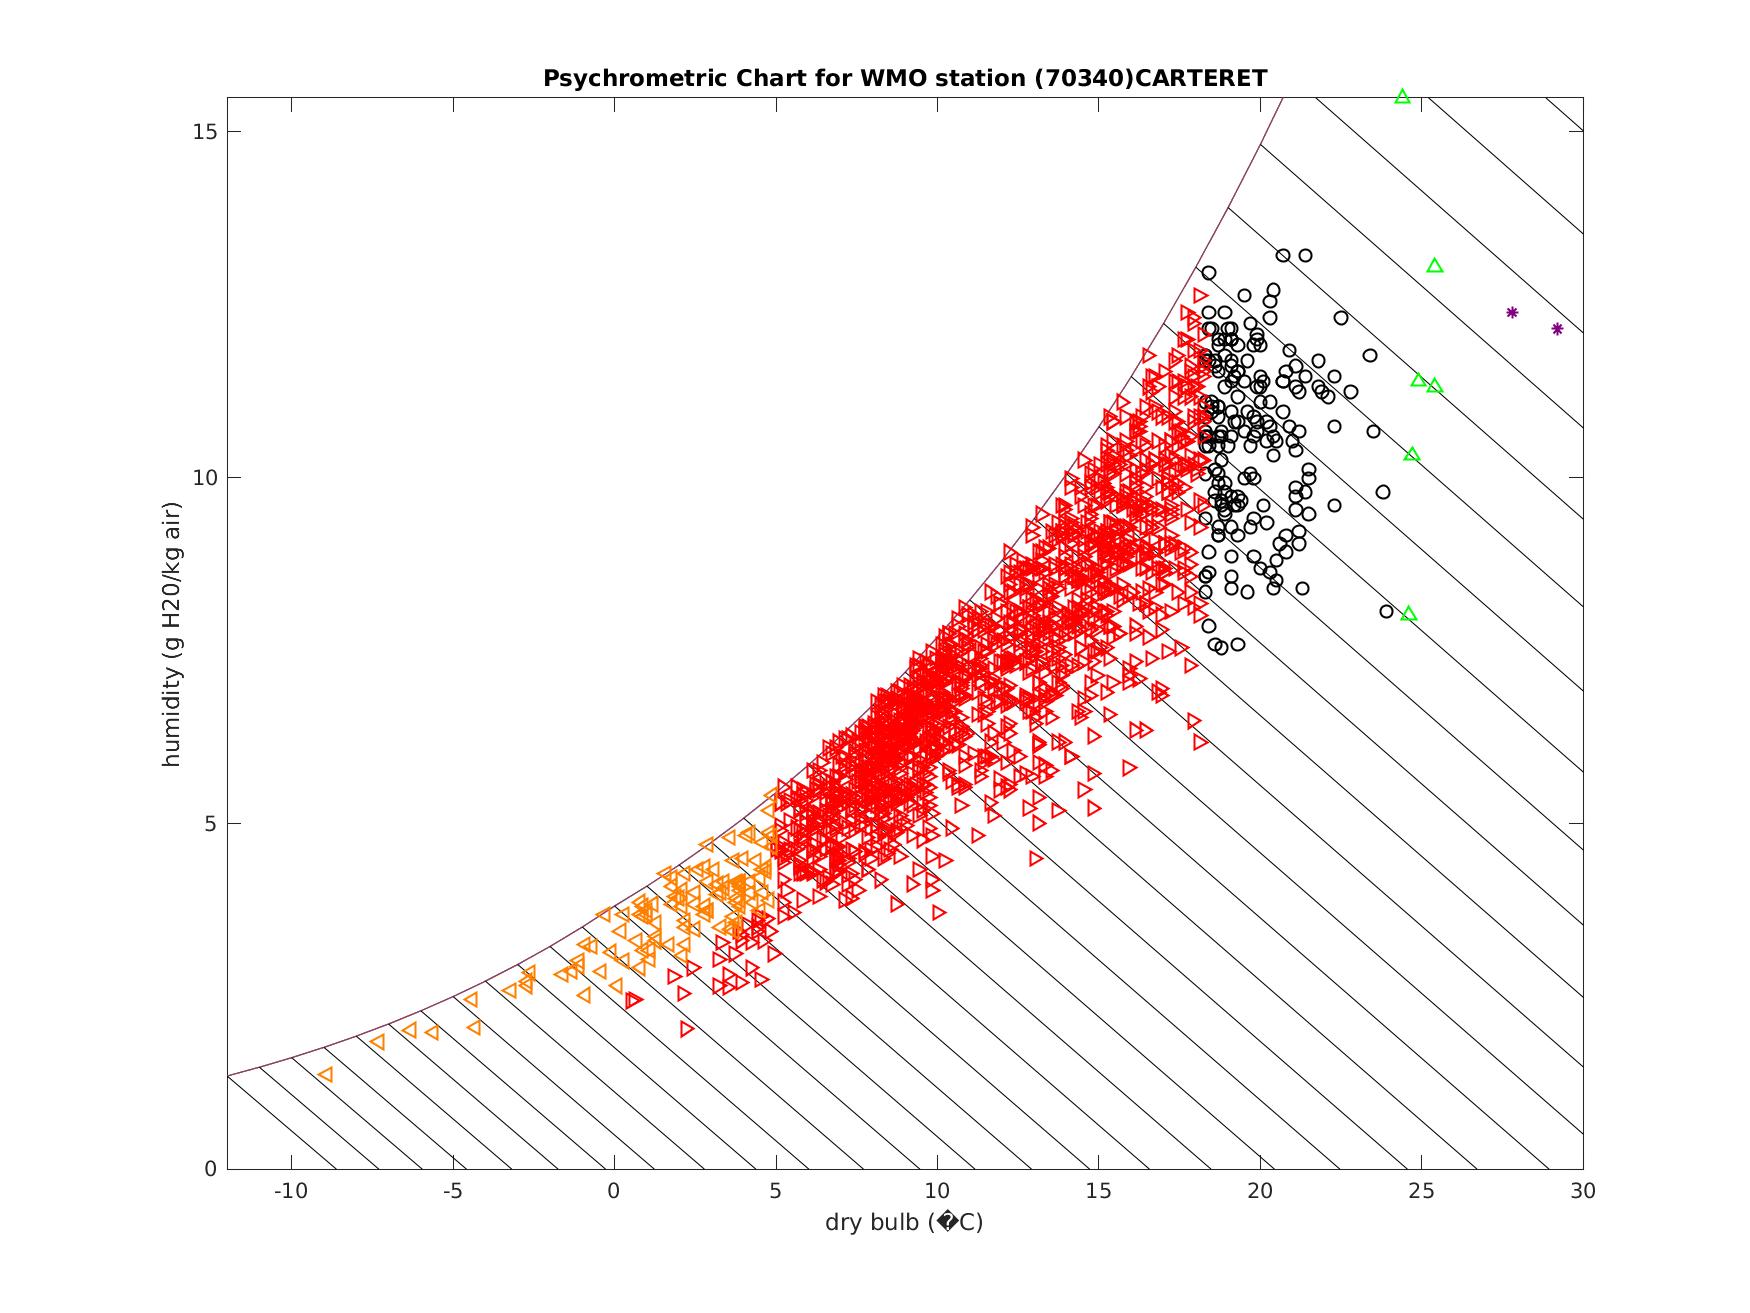 Psychrometric Chart for WMO station (70340)CARTERET
15
10
5
0
humidity (g H20/kg air)
-10 -5 0 5 10 15 20 25 30
dry bulb (�C)